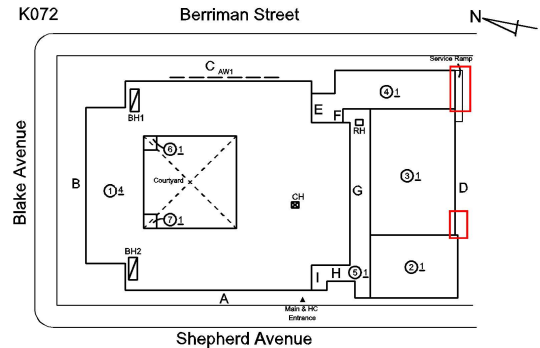 K072
Berriman Street
N
Service Ramp
C
AW1
4 1
E
F
BH1
RH
6 1
Blake Avenue
B
1 4
Courtyard
3 1
D
G
CH
7 1
BH2
I
H
5 1
2 1
A
Main & HC
Entrance
Shepherd Avenue